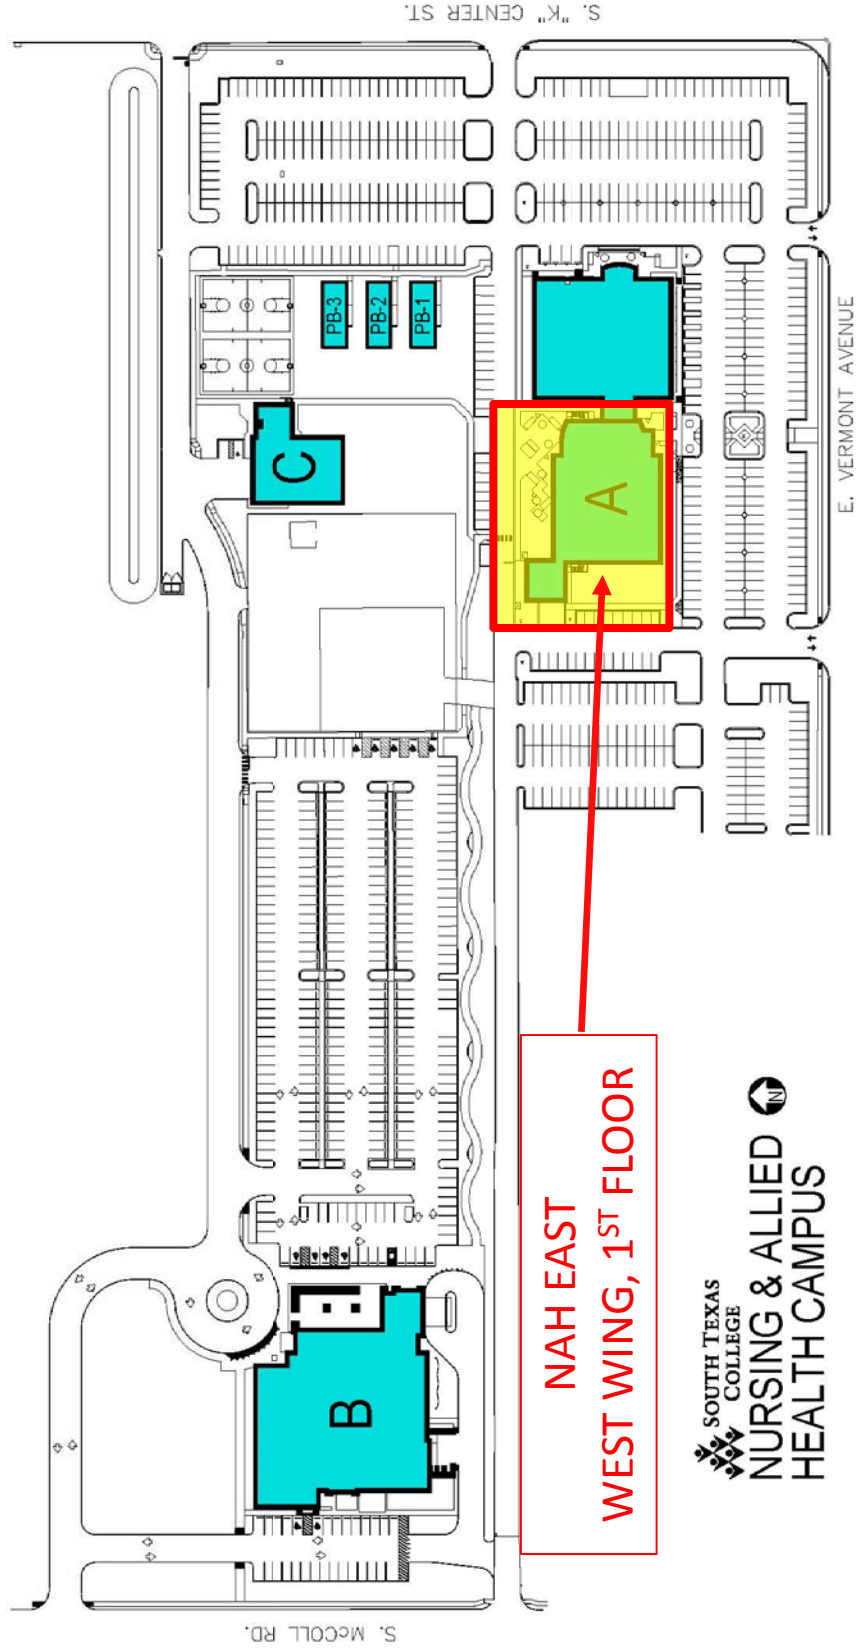 S. "K" CENTER ST.
E. VERMONT AVENUE
PB-3
PB-2
PB-1
C
A
B
NAH EAST
WEST WING, 1ST FLOOR
SOUTH TEXAS
COLLEGE
NURSING & ALLIED
HEALTH CAMPUS
N
S. McCOLL RD.